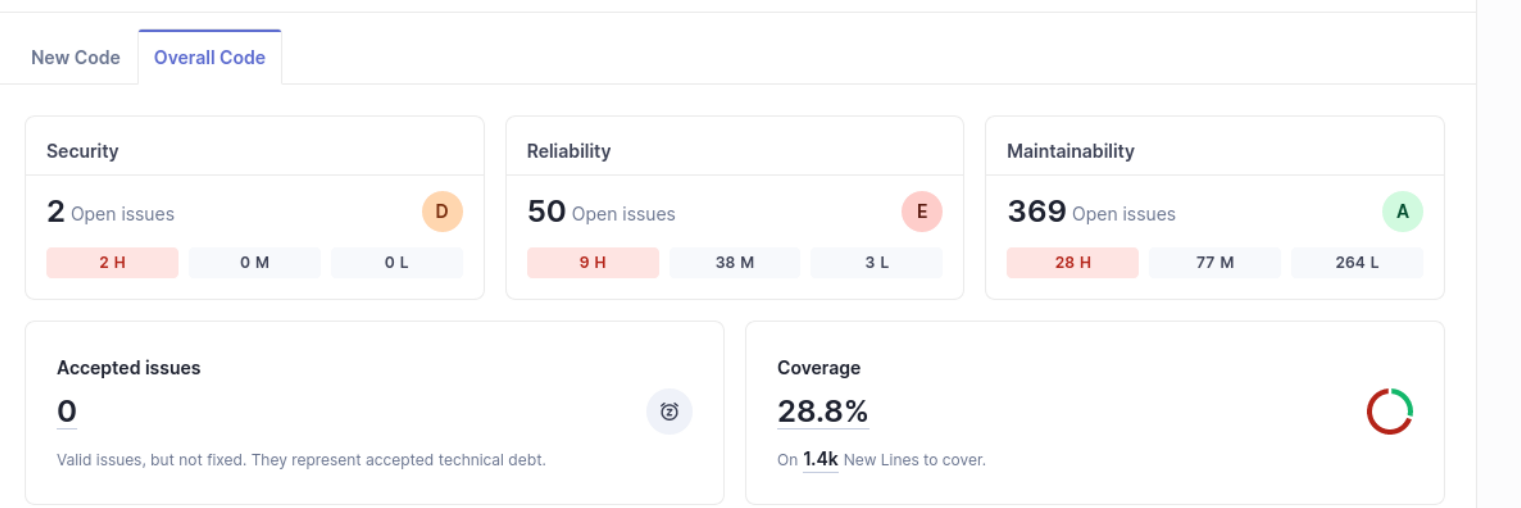 New Code
Overall Code
Security
2 Open issues
D
2 H
0 M
0 L
Reliability
50 Open issues
E
9 H
38 M
3 L
Maintainability
369 Open issues
A
28 H
77 M
264 L
Accepted issues
0
Valid issues, but not fixed. They represent accepted technical debt.
Coverage
28.8%
On 1.4k New Lines to cover.